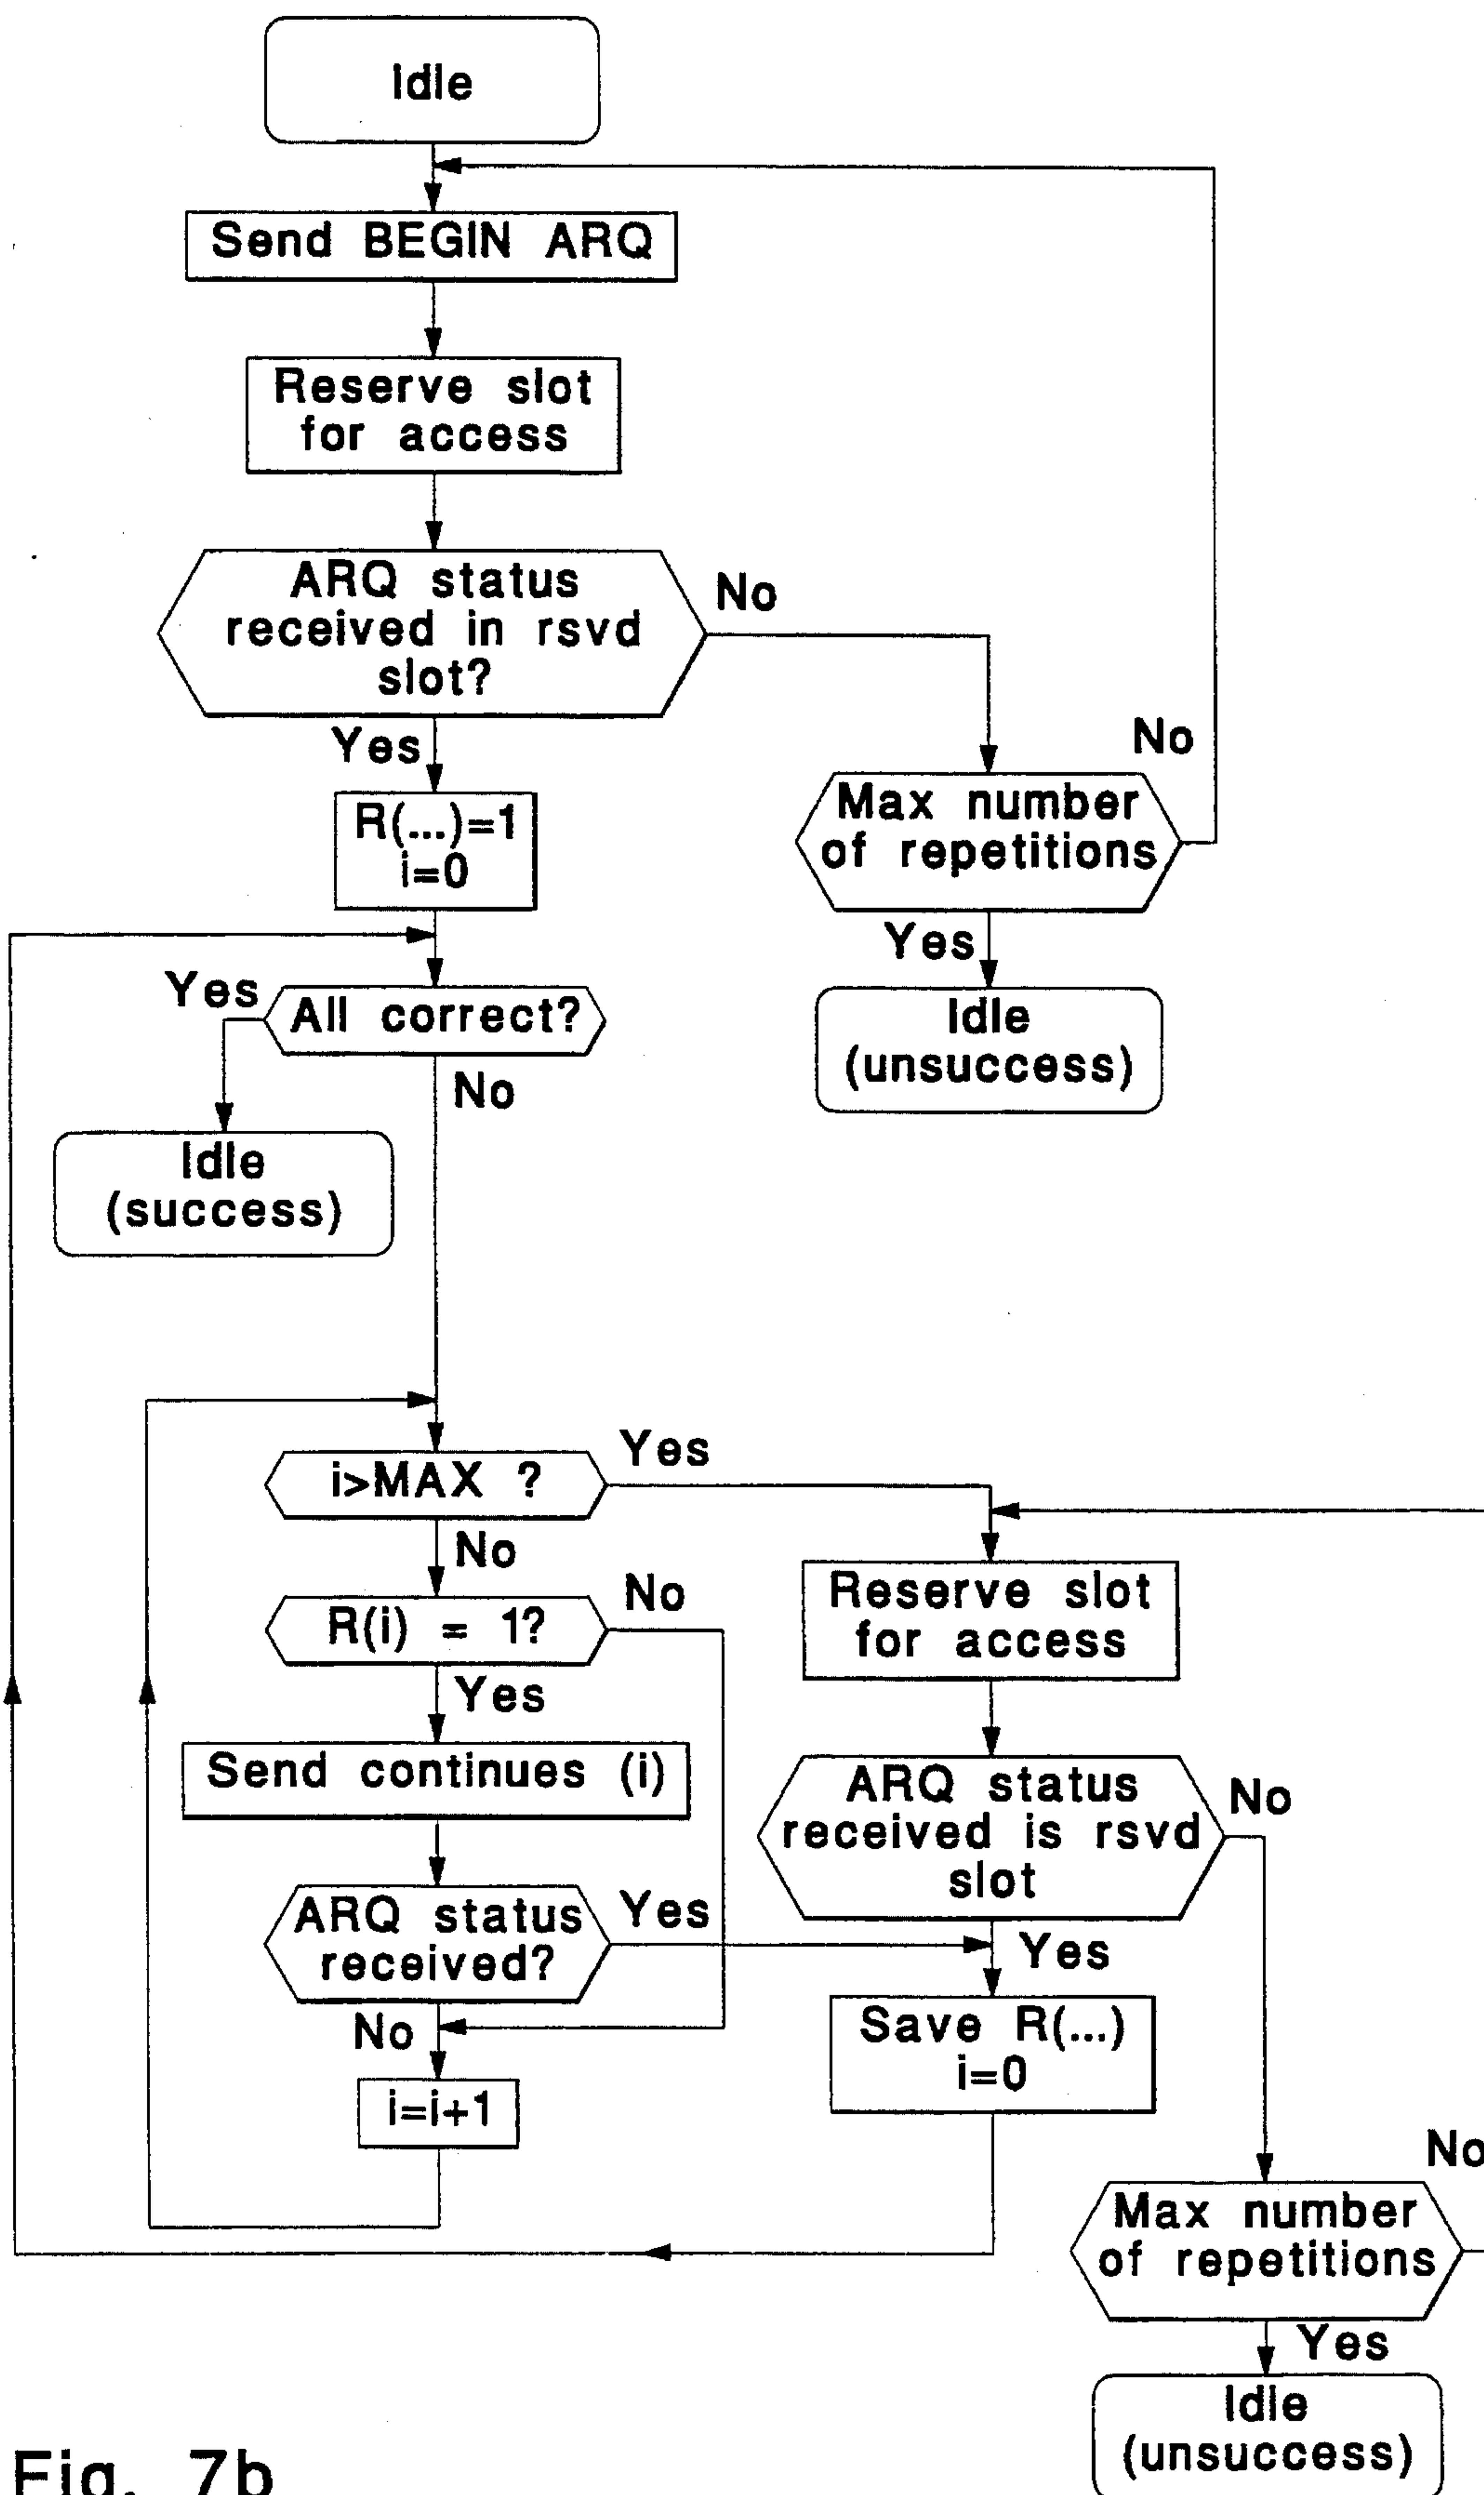 Idle
Send BEGIN ARQ
Reserve slot
for access
ARQ status
received in rsvd
slot?
No
Yes
No
Max number
of repetitions
R(...)=1
i=0
Yes
Idle
(unsuccess)
Yes
All correct?
No
Idle
(success)
i>MAX ?
Yes
No
R(i) = 1?
No
Yes
Reserve slot
for access
Send continues (i)
ARQ status
received is rsvd
slot
No
ARQ status
received?
Yes
Yes
No
Save R(...)
i=0
i=i+1
No
Max number
of repetitions
Yes
Idle
(unsuccess)
Fig. 7b